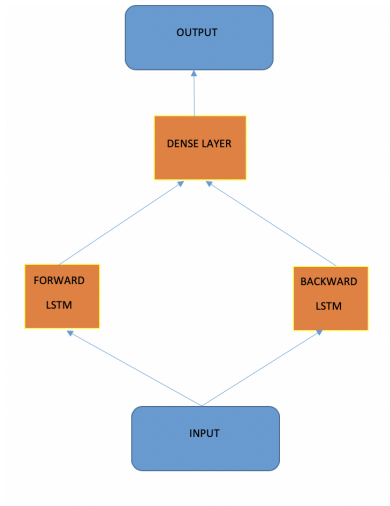 OUTPUT
DENSE LAYER
FORWARD
LSTM
BACKWARD
LSTM
INPUT